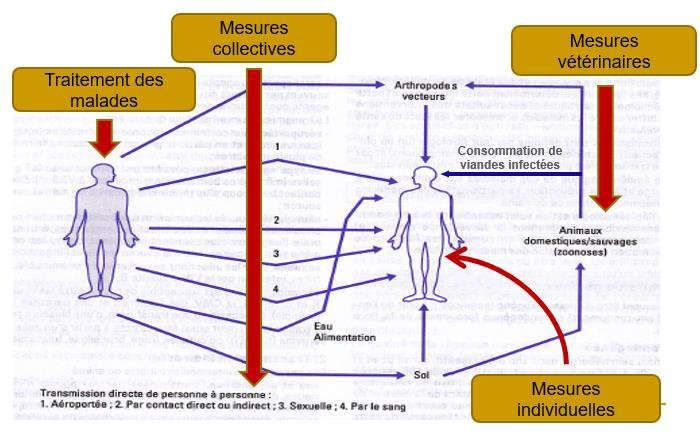 Mesures
collectives
Mesures
vétérinaires
Traitement des
malades
Arthropodes
vecteurs
1
Consommation de
viandes infectées
2
Animaux
domestiques/sauvages
(zoonoses)
3
4
Eau
Alimentation
Sol
Mesures
individuelles
Transmission directe de personne à personne :
1. Aéroportée ; 2. Par contact direct ou indirect ; 3. Sexuelle ; 4. Par le sang